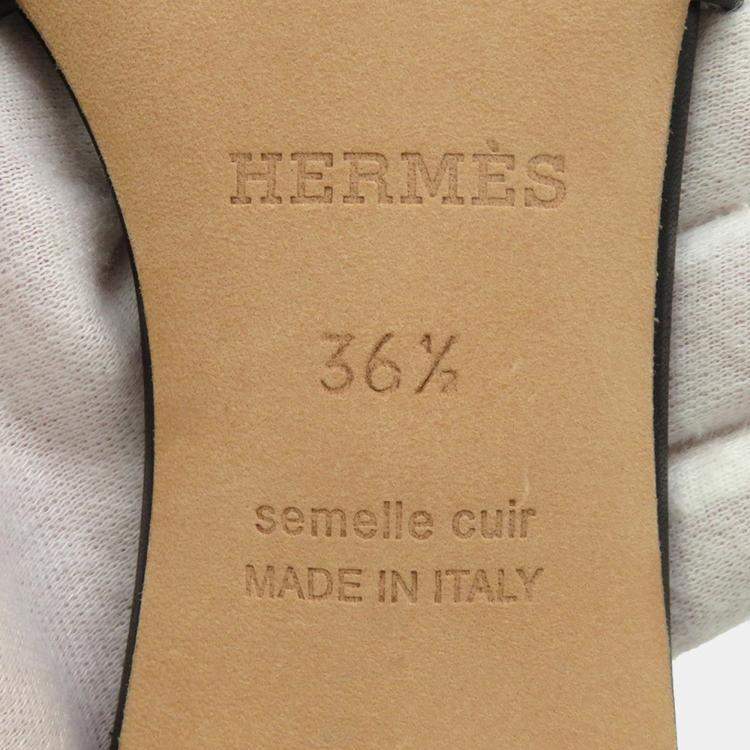 HERMÈS
36½
semelle cuir
MADE IN ITALY